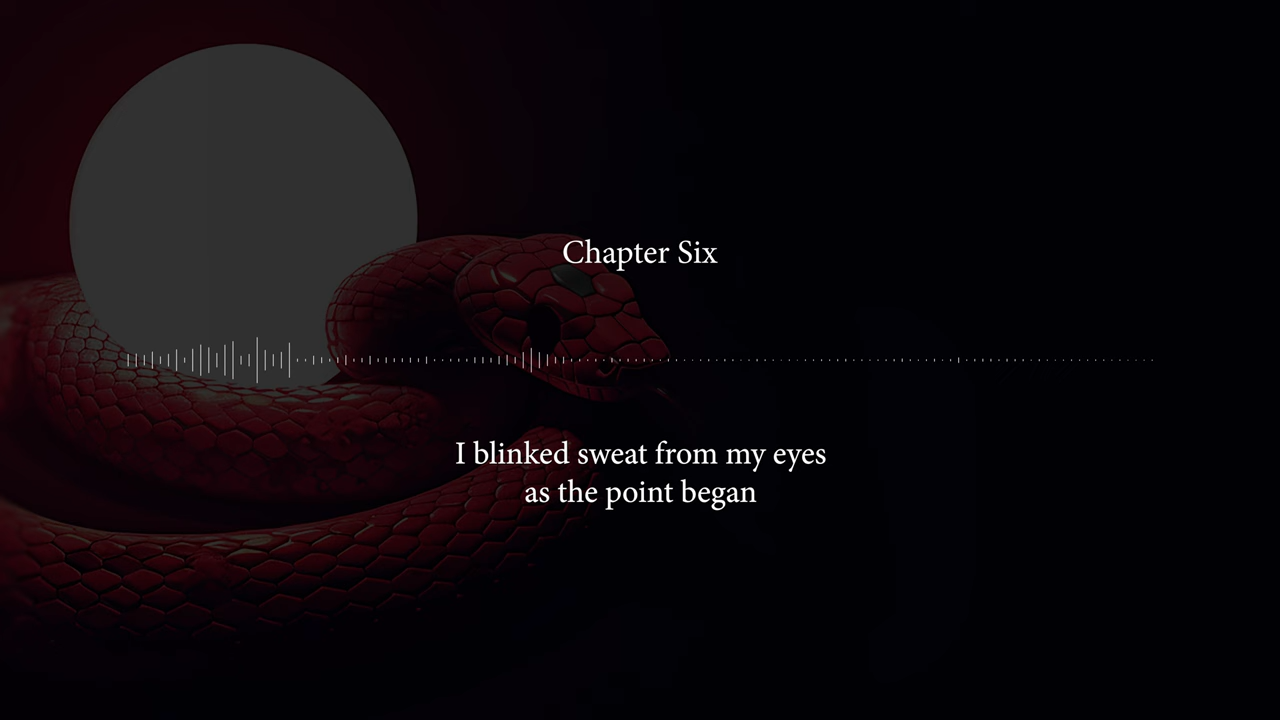 Chapter Six
I blinked sweat from my eyes
as the point began